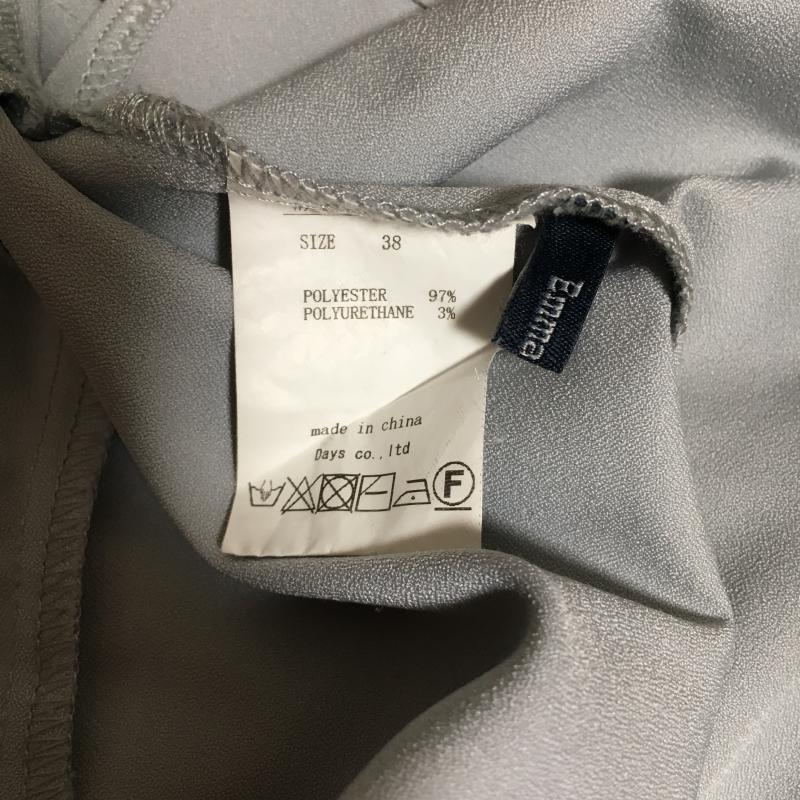 SIZE 38
POLYESTER 97%
POLYURETHANE 3%
made in china
Days co.,ltd
F
Emma